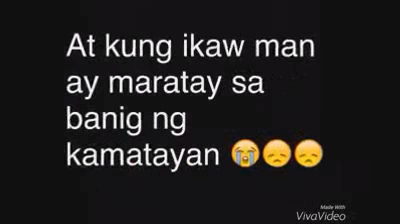 At kung ikaw man
ay maratay sa
banig ng
kamatayan 😭😞😞
Made With
VivaVideo